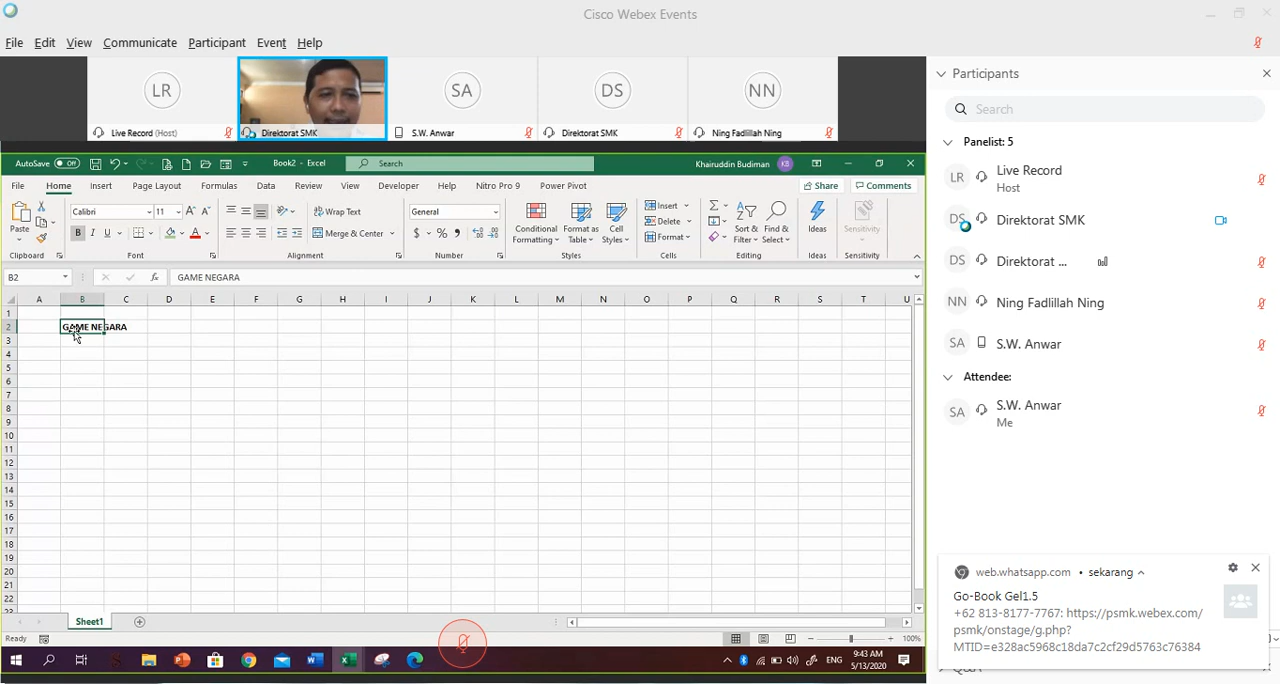 Cisco Webex Events
File Edit View Communicate Participant Event Help
LR SA DS NN
Live Record (Host) Direktorat SMK S.W. Anwar Direktorat SMK Ning Fadlillah Ning
AutoSave Off Book2 - Excel Search Khairuddin Budiman KB
File Home Insert Page Layout Formulas Data Review View Developer Help Nitro Pro 9 Power Pivot Share Comments
Paste Calibri 11 A A Wrap Text General Conditional Formatting Format as Table Cell Styles Insert Sort & Filter Find & Select Ideas Sensitivity
B I U Merge & Center $ % Delete
Format
Clipboard Font Alignment Number Styles Cells Editing Ideas Sensitivity
B2 fx GAME NEGARA
A B C D E F G H I J K L M N O P Q R S T U
1
2 GAME NEGARA
3
4
5
6
7
8
9
10
11
12
13
14
15
16
17
18
19
20
21
22
23
Sheet1
Ready 100%
ENG 9:43 AM
5/13/2020
Participants
Search
Panelist: 5
LR Live Record
Host
DS Direktorat SMK
DS Direktorat ...
NN Ning Fadlillah Ning
SA S.W. Anwar
Attendee:
SA S.W. Anwar
Me
web.whatsapp.com • sekarang
Go-Book Gel1.5
+62 813-8177-7767: https://psmk.webex.com/
psmk/onstage/g.php?
MTID=e328ac5968c18da7c2cf29d5763c76384